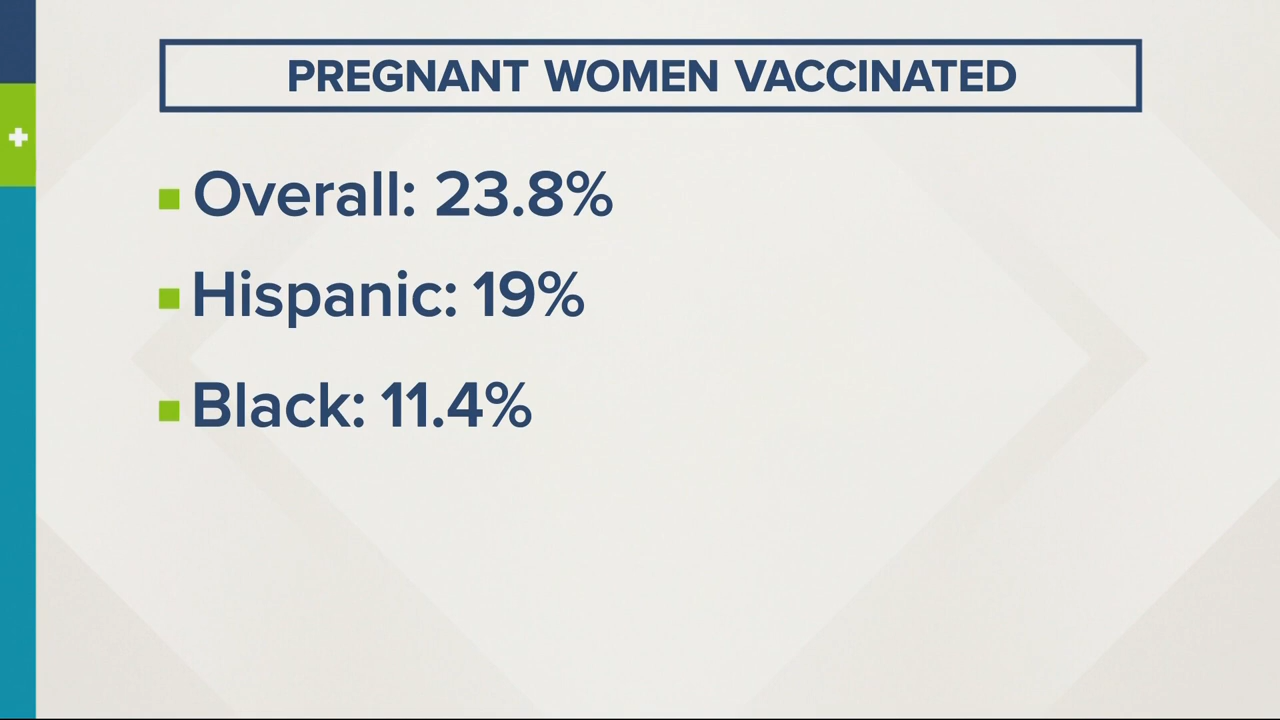 PREGNANT WOMEN VACCINATED
Overall: 23.8%
Hispanic: 19%
Black: 11.4%